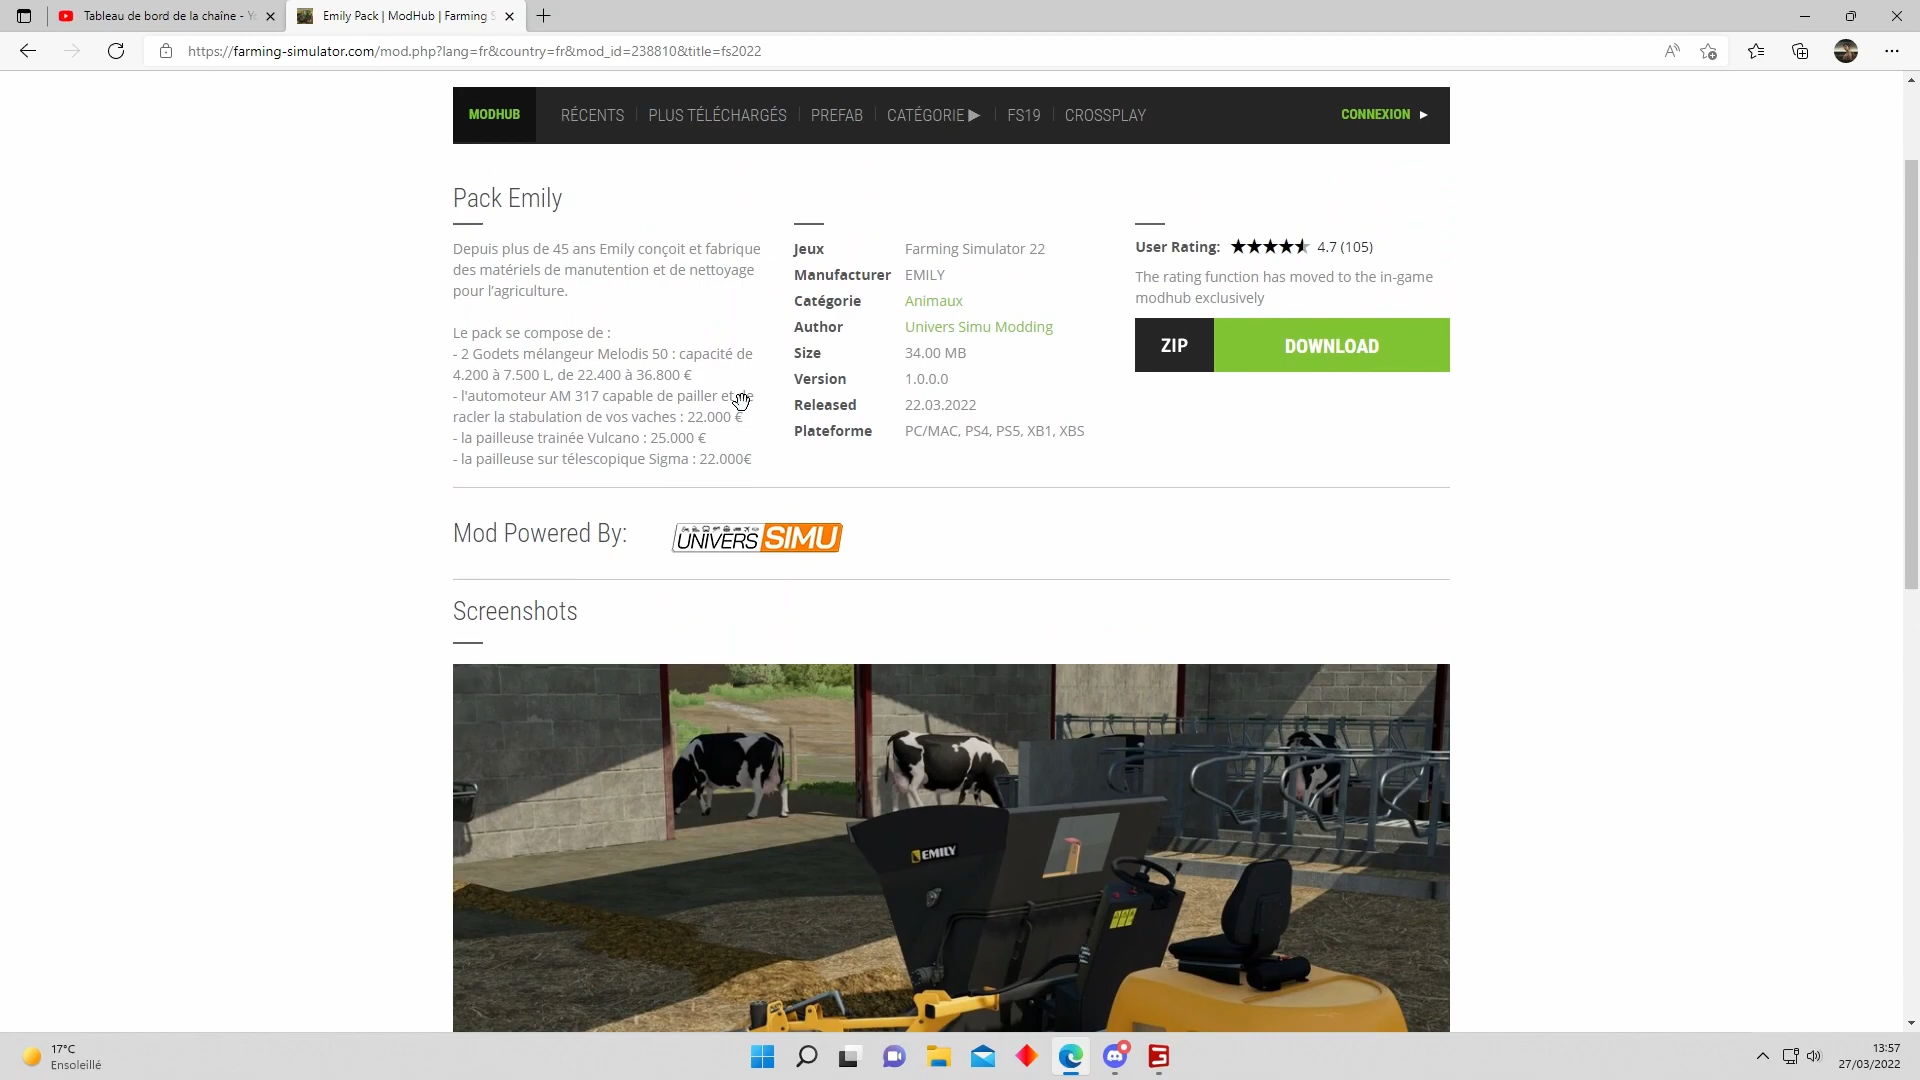 Tableau de bord de la chaîne - Yo
Emily Pack | ModHub | Farming S
https://farming-simulator.com/mod.php?lang=fr&country=fr&mod_id=238810&title=fs2022
MODHUB
RÉCENTS
PLUS TÉLÉCHARGÉS
PREFAB
CATÉGORIE ▶
FS19
CROSSPLAY
CONNEXION ▶
Pack Emily
Depuis plus de 45 ans Emily conçoit et fabrique
des matériels de manutention et de nettoyage
pour l’agriculture.
Le pack se compose de :
- 2 Godets mélangeur Melodis 50 : capacité de
4.200 à 7.500 L, de 22.400 à 36.800 €
- l'automoteur AM 317 capable de pailler et de
racler la stabulation de vos vaches : 22.000 €
- la pailleuse trainée Vulcano : 25.000 €
- la pailleuse sur télescopique Sigma : 22.000€
Jeux Farming Simulator 22
Manufacturer EMILY
Catégorie Animaux
Author Univers Simu Modding
Size 34.00 MB
Version 1.0.0.0
Released 22.03.2022
Plateforme PC/MAC, PS4, PS5, XB1, XBS
User Rating: 4.7 (105)
The rating function has moved to the in-game
modhub exclusively
ZIP DOWNLOAD
Mod Powered By:
UNIVERS SIMU
Screenshots
EMILY
17°C
Ensoleillé
13:57
27/03/2022